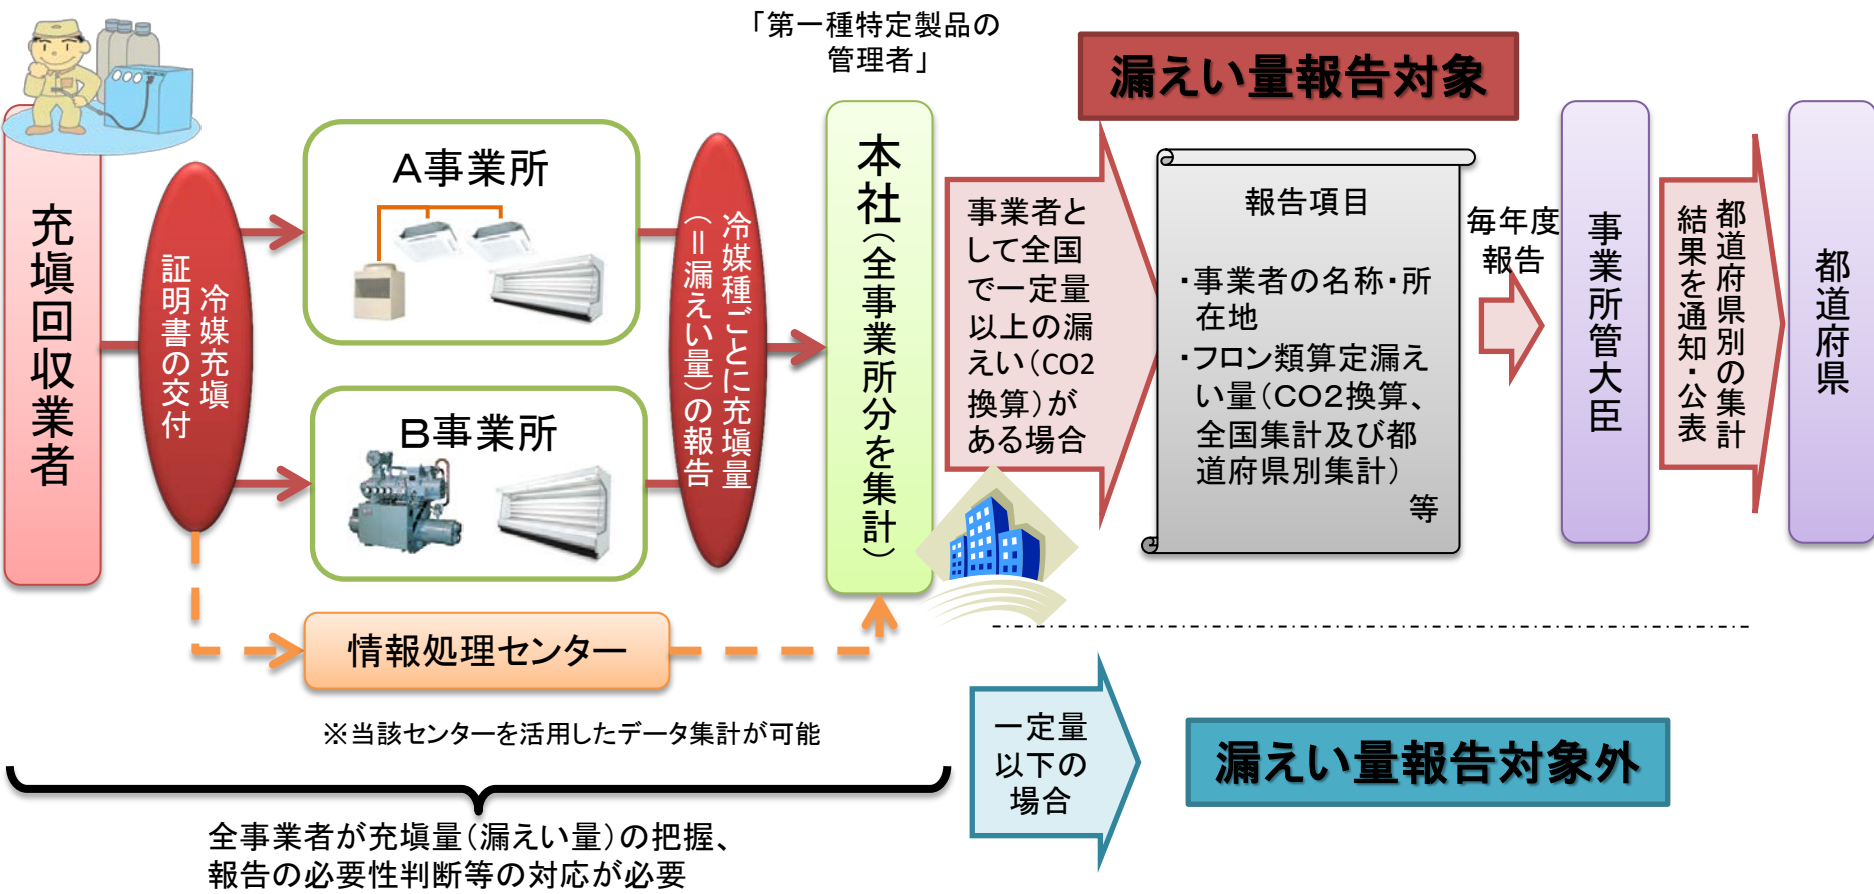 「第一種特定製品の
管理者」
漏えい量報告対象
充塡回収業者
冷媒充塡
証明書の交付
A事業所
B事業所
冷媒種ごとに充塡量
(＝漏えい量)の報告
本社(全事業所分を集計)
事業者と
して全国
で一定量
以上の漏
えい(CO2
換算)が
ある場合
報告項目
・事業者の名称・所
在地
・フロン類算定漏え
い量(CO2換算、
全国集計及び都
道府県別集計)
等
毎年度
報告
事業所管大臣
都道府県別の集計
結果を通知・公表
都道府県
情報処理センター
※当該センターを活用したデータ集計が可能
全事業者が充塡量(漏えい量)の把握、
報告の必要性判断等の対応が必要
一定量
以下の
場合
漏えい量報告対象外